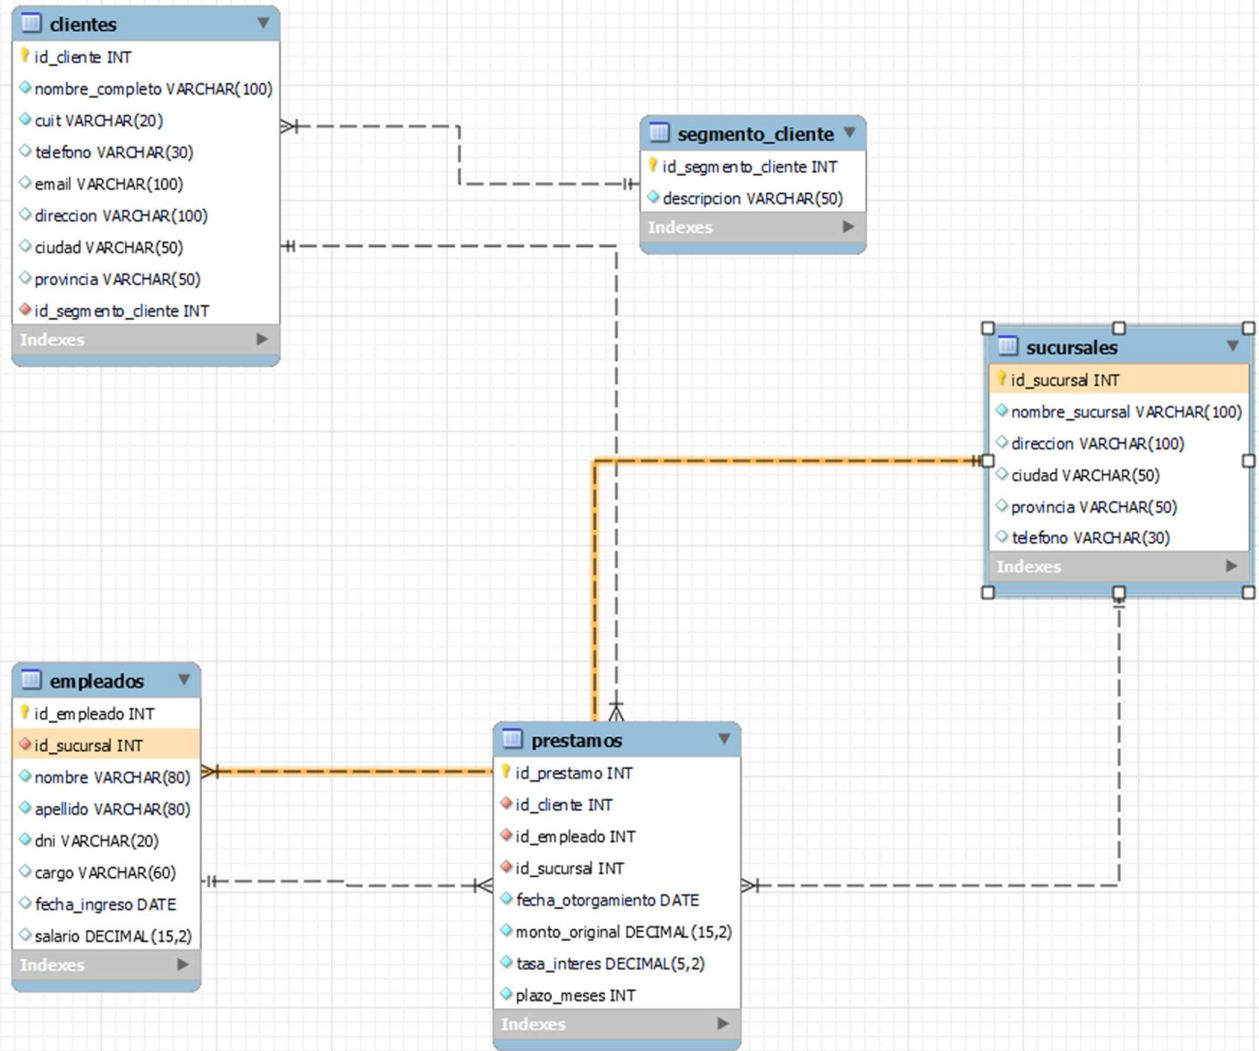 clientes
id_cliente INT
nombre_completo VARCHAR(100)
cuit VARCHAR(20)
telefono VARCHAR(30)
email VARCHAR(100)
direccion VARCHAR(100)
ciudad VARCHAR(50)
provincia VARCHAR(50)
id_segmento_cliente INT
Indexes
segmento_cliente
id_segmento_cliente INT
descripcion VARCHAR(50)
Indexes
sucursales
id_sucursal INT
nombre_sucursal VARCHAR(100)
direccion VARCHAR(100)
ciudad VARCHAR(50)
provincia VARCHAR(50)
telefono VARCHAR(30)
Indexes
empleados
id_empleado INT
id_sucursal INT
nombre VARCHAR(80)
apellido VARCHAR(80)
dni VARCHAR(20)
cargo VARCHAR(60)
fecha_ingreso DATE
salario DECIMAL(15,2)
Indexes
prestamos
id_prestamo INT
id_cliente INT
id_empleado INT
id_sucursal INT
fecha_otorgamiento DATE
monto_original DECIMAL(15,2)
tasa_interes DECIMAL(5,2)
plazo_meses INT
Indexes